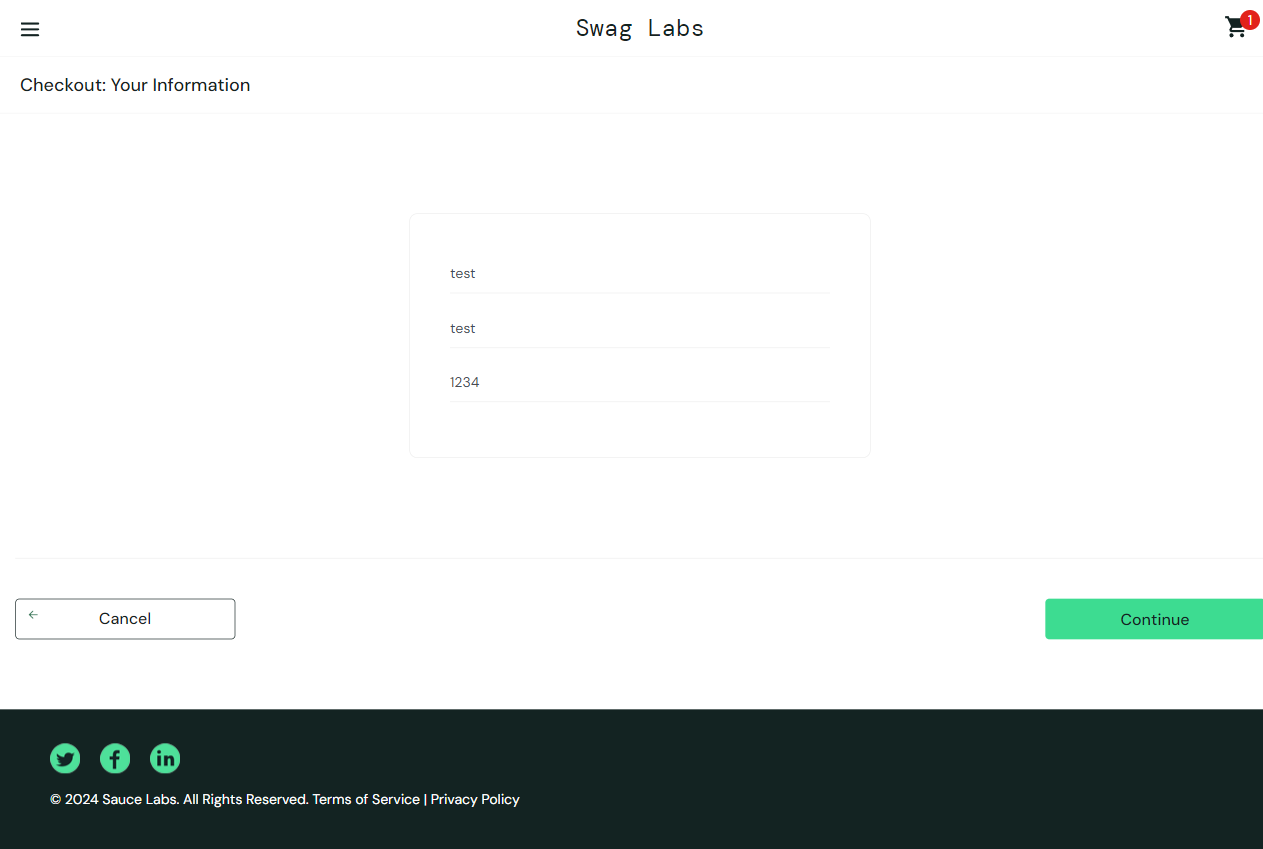 Swag Labs
1
Checkout: Your Information
test
test
1234
Cancel
Continue
© 2024 Sauce Labs. All Rights Reserved. Terms of Service | Privacy Policy